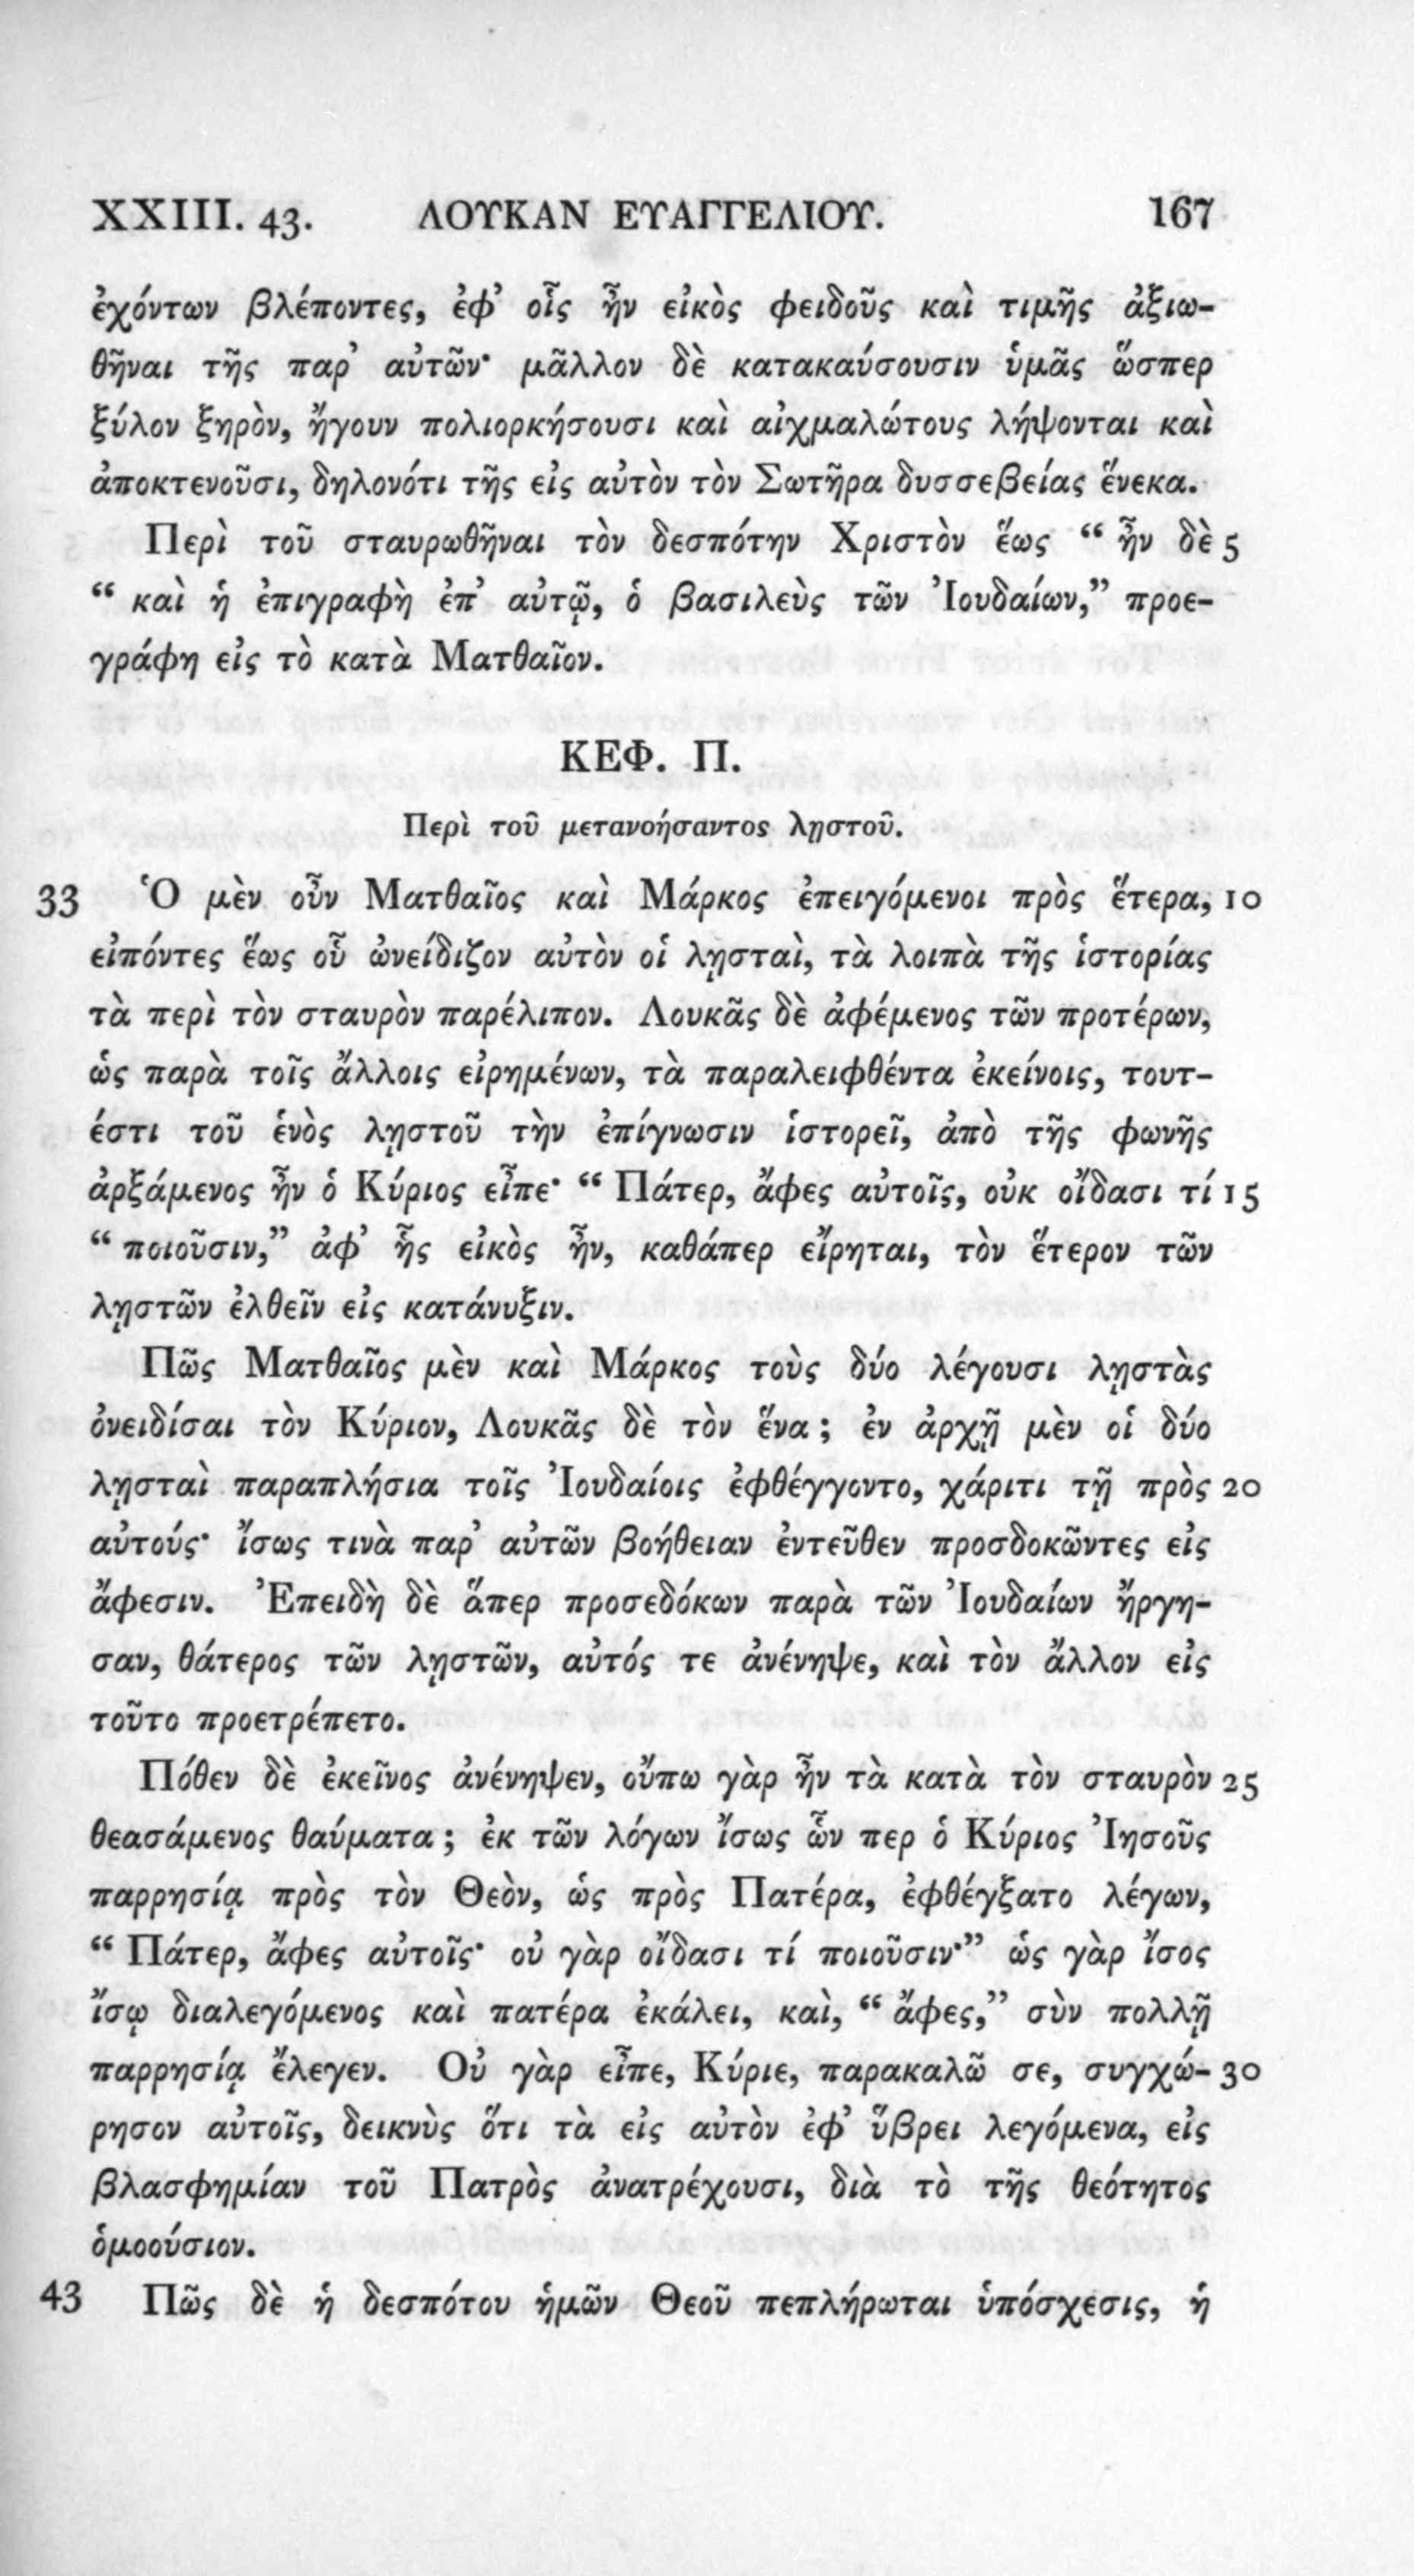 XXIII. 43. ΛΟΥΚΑΝ ΕΥΑΓΓΕΛΙΟΥ. 167
ἐχόντων βλέποντες, ἐφ’ οἷς ἦν εἰκὸς φειδοῦς καὶ τιμῆς ἀξιω-
θῆναι τῆς παρ’ αὐτῶν· μᾶλλον δὲ κατακαύσουσιν ὑμᾶς ὥσπερ
ξύλον ξηρὸν, ἤγουν πολιορκήσουσι καὶ αἰχμαλώτους λήψονται καὶ
ἀποκτενοῦσι, δηλονότι τῆς εἰς αὐτὸν τὸν Σωτῆρα δυσσεβείας ἕνεκα.
Περὶ τοῦ σταυρωθῆναι τὸν δεσπότην Χριστὸν ἕως “ ἦν δὲ 5
“ καὶ ἡ ἐπιγραφὴ ἐπ’ αὐτῷ, ὁ βασιλεὺς τῶν Ἰουδαίων,” προε-
γράφη εἰς τὸ κατὰ Ματθαῖον.
ΚΕΦ. Π.
Περὶ τοῦ μετανοήσαντος λῃστοῦ.
33 Ὁ μὲν οὖν Ματθαῖος καὶ Μάρκος ἐπειγόμενοι πρὸς ἕτερα, 10
εἰπόντες ἕως οὗ ὠνείδιζον αὐτὸν οἱ λῃσταὶ, τὰ λοιπὰ τῆς ἱστορίας
τὰ περὶ τὸν σταυρὸν παρέλιπον. Λουκᾶς δὲ ἀφέμενος τῶν προτέρων,
ὡς παρὰ τοῖς ἄλλοις εἰρημένων, τὰ παραλειφθέντα ἐκείνοις, τουτ-
έστι τοῦ ἑνὸς λῃστοῦ τὴν ἐπίγνωσιν ἱστορεῖ, ἀπὸ τῆς φωνῆς
ἀρξάμενος ἣν ὁ Κύριος εἶπε· “ Πάτερ, ἄφες αὐτοῖς, οὐκ οἴδασι τί 15
“ ποιοῦσιν,” ἀφ’ ἧς εἰκὸς ἦν, καθάπερ εἴρηται, τὸν ἕτερον τῶν
λῃστῶν ἐλθεῖν εἰς κατάνυξιν.
Πῶς Ματθαῖος μὲν καὶ Μάρκος τοὺς δύο λέγουσι λῃστὰς
ὀνειδίσαι τὸν Κύριον, Λουκᾶς δὲ τὸν ἕνα ; ἐν ἀρχῇ μὲν οἱ δύο
λῃσταὶ παραπλήσια τοῖς Ἰουδαίοις ἐφθέγγοντο, χάριτι τῇ πρὸς 20
αὐτούς· ἴσως τινὰ παρ’ αὐτῶν βοήθειαν ἐντεῦθεν προσδοκῶντες εἰς
ἄφεσιν. Ἐπειδὴ δὲ ἅπερ προσεδόκων παρὰ τῶν Ἰουδαίων ἤργη-
σαν, θάτερος τῶν λῃστῶν, αὐτός τε ἀνένηψε, καὶ τὸν ἄλλον εἰς
τοῦτο προετρέπετο.
Πόθεν δὲ ἐκεῖνος ἀνένηψεν, οὔπω γὰρ ἦν τὰ κατὰ τὸν σταυρὸν 25
θεασάμενος θαύματα ; ἐκ τῶν λόγων ἴσως ὧν περ ὁ Κύριος Ἰησοῦς
παρρησίᾳ πρὸς τὸν Θεὸν, ὡς πρὸς Πατέρα, ἐφθέγξατο λέγων,
“ Πάτερ, ἄφες αὐτοῖς· οὐ γὰρ οἴδασι τί ποιοῦσιν·” ὡς γὰρ ἴσος
ἴσῳ διαλεγόμενος καὶ πατέρα ἐκάλει, καὶ, “ ἄφες,” σὺν πολλῇ
παρρησίᾳ ἔλεγεν. Οὐ γὰρ εἶπε, Κύριε, παρακαλῶ σε, συγχώ- 30
ρησον αὐτοῖς, δεικνὺς ὅτι τὰ εἰς αὐτὸν ἐφ’ ὕβρει λεγόμενα, εἰς
βλασφημίαν τοῦ Πατρὸς ἀνατρέχουσι, διὰ τὸ τῆς θεότητος
ὁμοούσιον.
43 Πῶς δὲ ἡ δεσπότου ἡμῶν Θεοῦ πεπλήρωται ὑπόσχεσις, ἡ